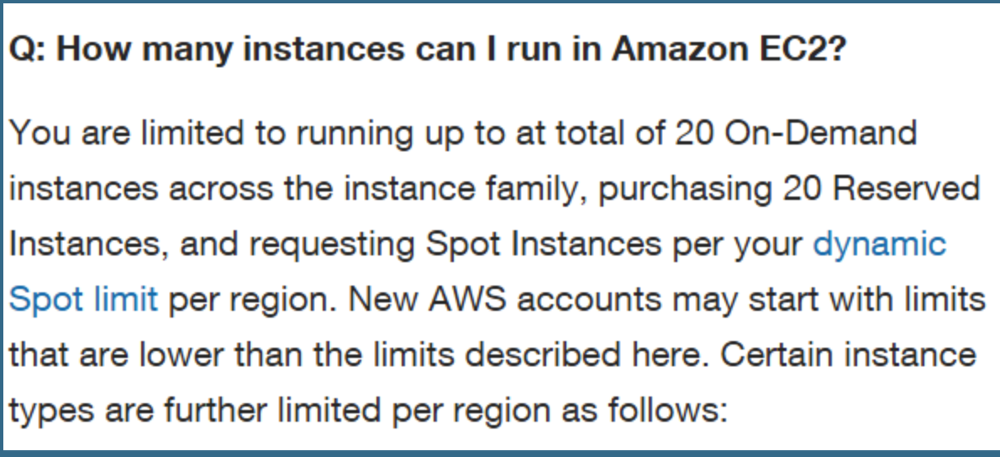 Q: How many instances can I run in Amazon EC2?
You are limited to running up to at total of 20 On-Demand
instances across the instance family, purchasing 20 Reserved
Instances, and requesting Spot Instances per your dynamic
Spot limit per region. New AWS accounts may start with limits
that are lower than the limits described here. Certain instance
types are further limited per region as follows: